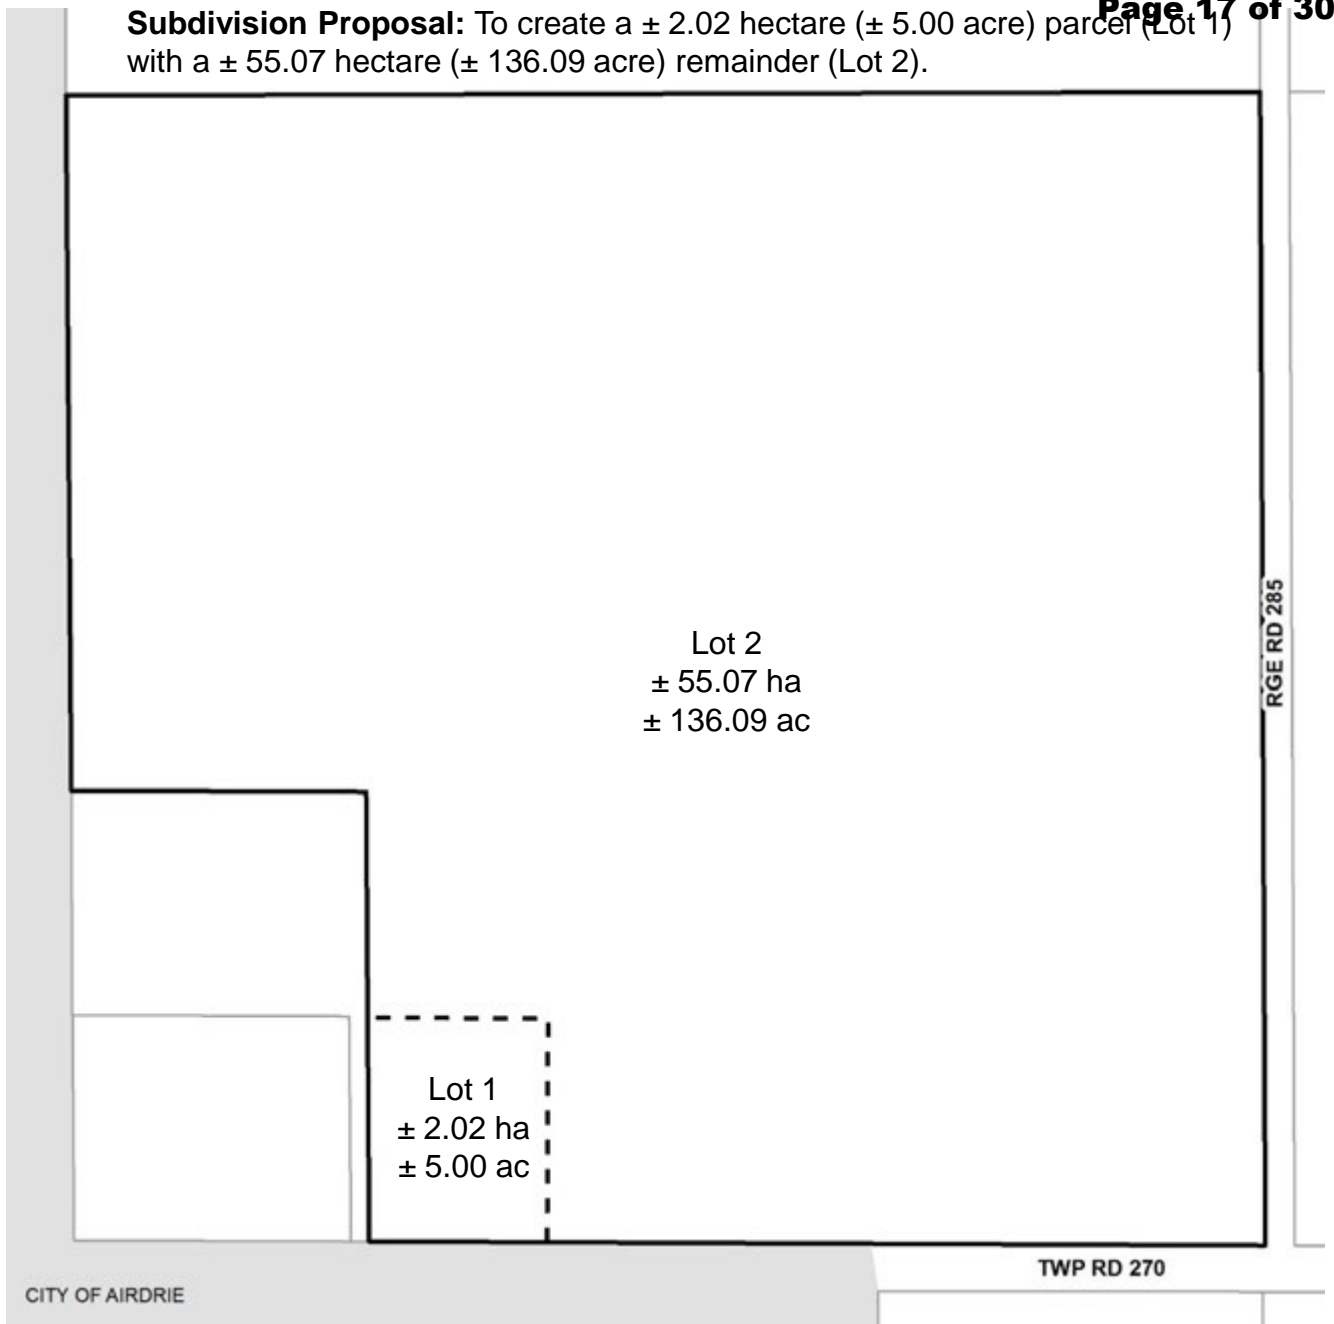 Page 17 of 30
Subdivision Proposal: To create a ± 2.02 hectare (± 5.00 acre) parcel (Lot 1)
with a ± 55.07 hectare (± 136.09 acre) remainder (Lot 2).
RGE RD 285
Lot 2
± 55.07 ha
± 136.09 ac
Lot 1
± 2.02 ha
± 5.00 ac
TWP RD 270
CITY OF AIRDRIE